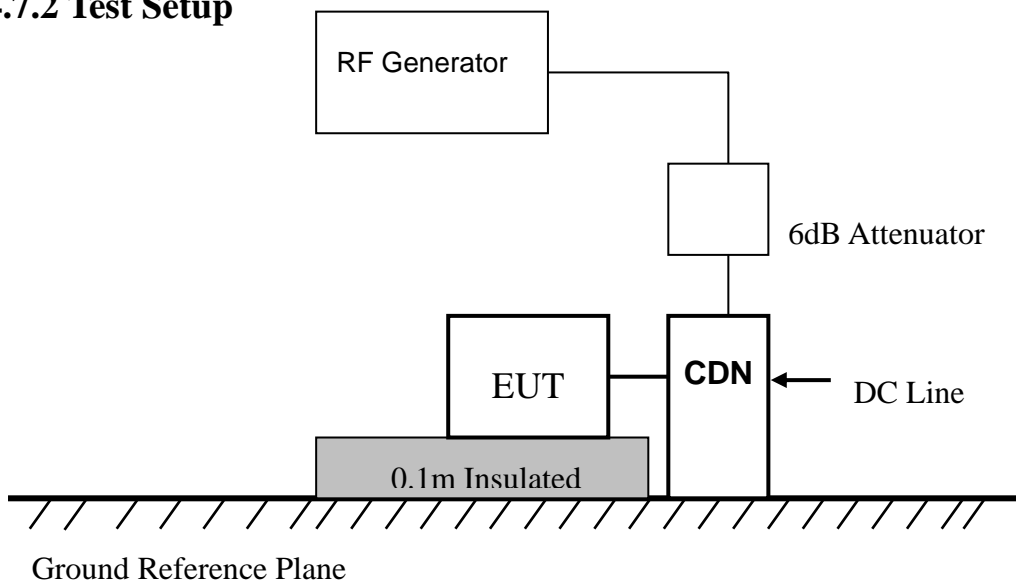 .7.2 Test Setup
RF Generator
6dB Attenuator
CDN
EUT
DC Line
0.1m Insulated
Ground Reference Plane